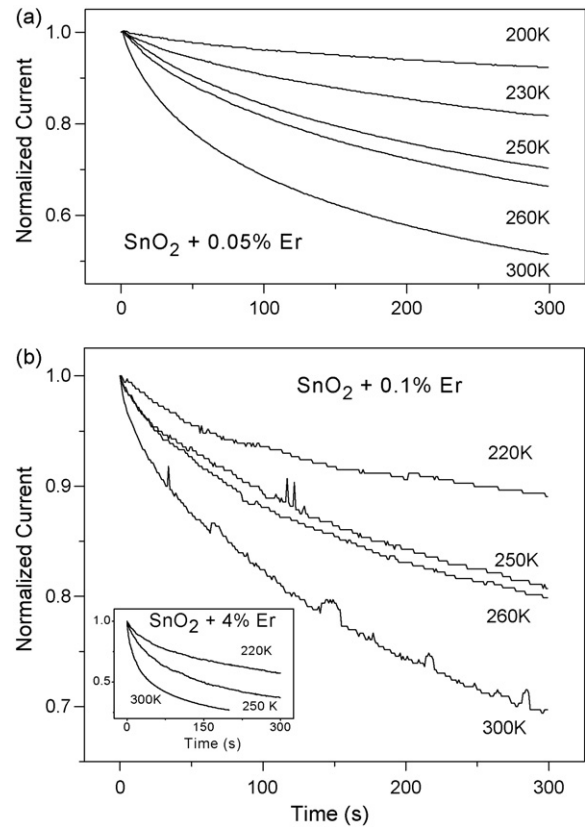 (a)
1.0
0.8
0.6
Normalized Current
200K
230K
250K
260K
300K
SnO2 + 0.05% Er
0
100
200
300
(b)
1.0
0.9
0.8
0.7
Normalized Current
SnO2 + 0.1% Er
220K
250K
260K
300K
SnO2 + 4% Er
1.0
0.5
220K
250 K
300K
0
150
300
Time (s)
0
100
200
300
Time (s)